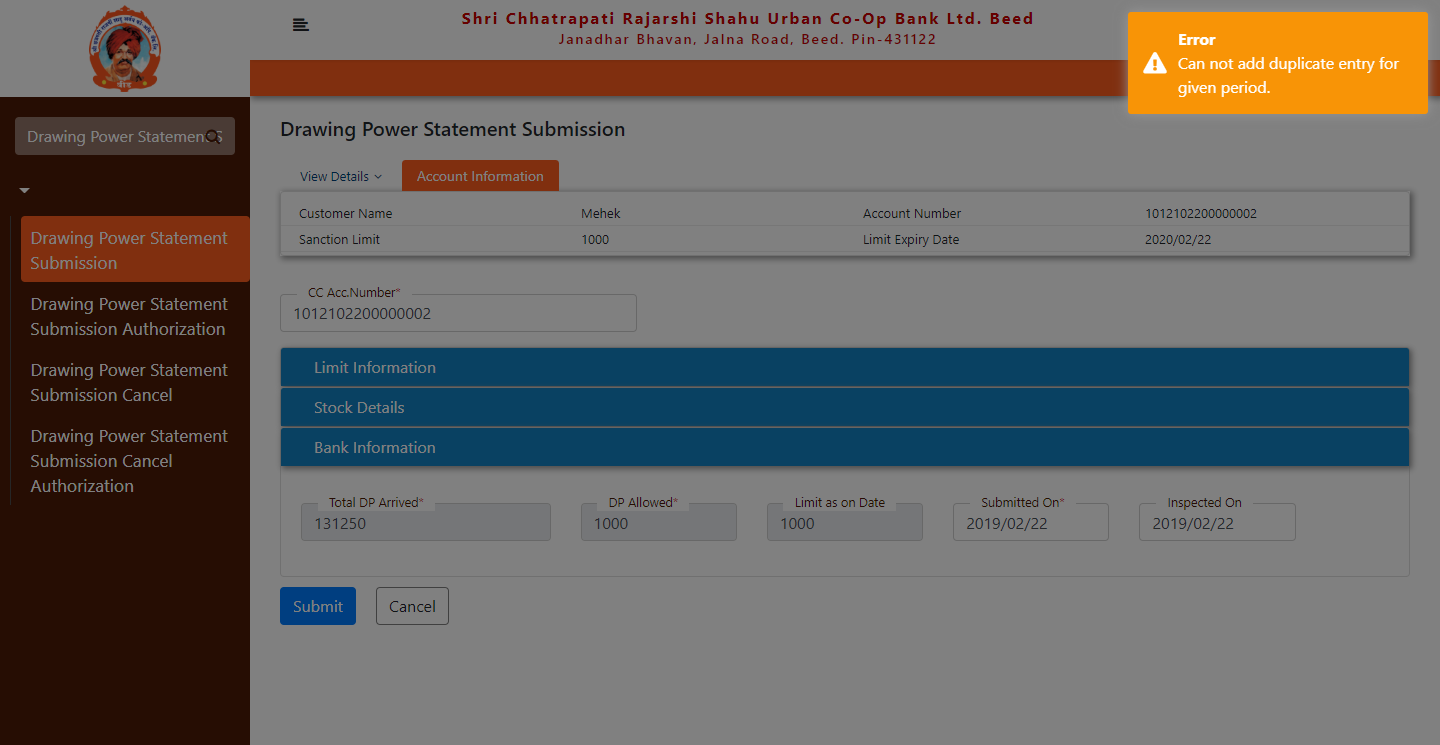 Shri Chhatrapati Rajarshi Shahu Urban Co-Op Bank Ltd. Beed
Janadhar Bhavan, Jalna Road, Beed. Pin-431122
Error
Can not add duplicate entry for
given period.
Drawing Power Statement
Drawing Power Statement
Submission
Drawing Power Statement
Submission Authorization
Drawing Power Statement
Submission Cancel
Drawing Power Statement
Submission Cancel
Authorization
Drawing Power Statement Submission
View Details Account Information
Customer Name Mehek Account Number 1012102200000002
Sanction Limit 1000 Limit Expiry Date 2020/02/22
CC Acc.Number*
1012102200000002
Limit Information
Stock Details
Bank Information
Total DP Arrived* DP Allowed* Limit as on Date Submitted On* Inspected On
131250 1000 1000 2019/02/22 2019/02/22
Submit Cancel